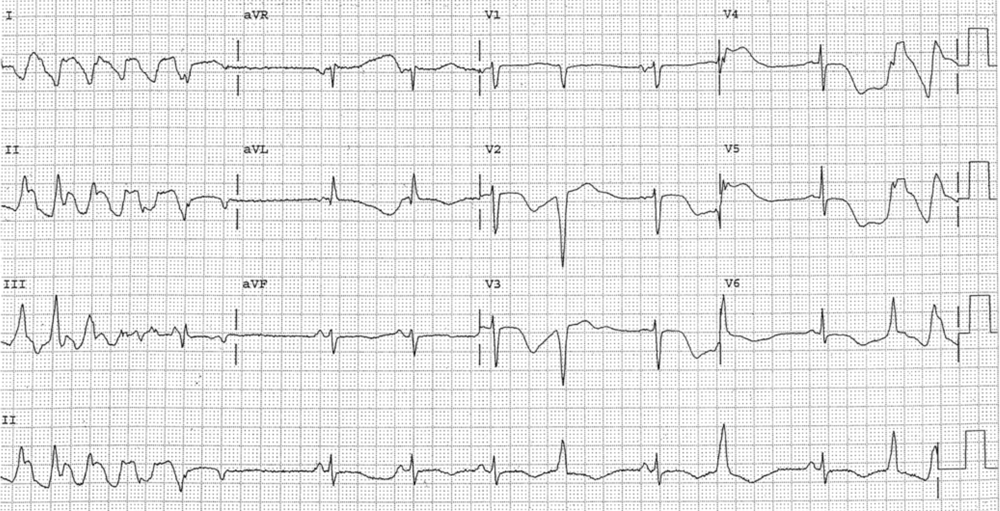 I aVR V1 V4
II aVL V2 V5
III aVF V3 V6
II